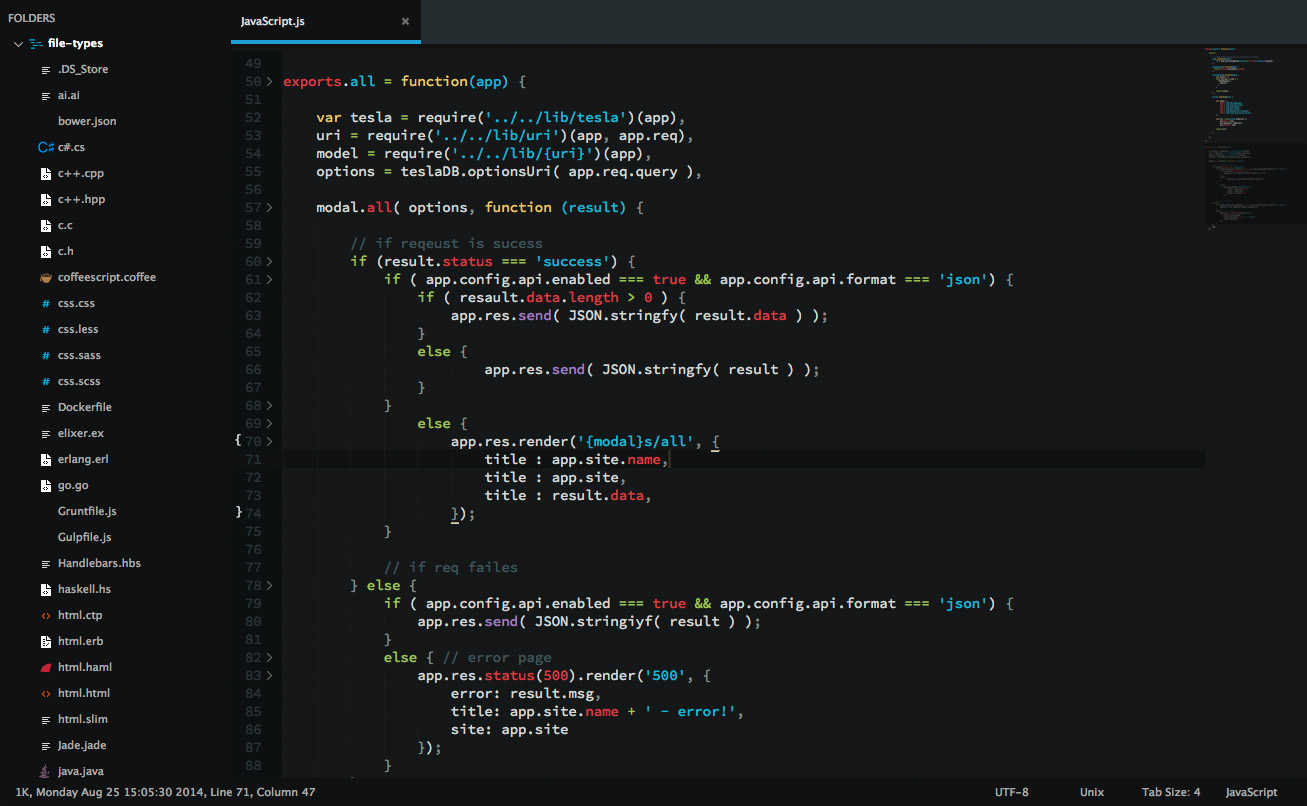 FOLDERS
file-types
.DS_Store
ai.ai
bower.json
C# c#.cs
c++.cpp
c++.hpp
c.c
c.h
coffeescript.coffee
# css.css
# css.less
# css.sass
# css.scss
Dockerfile
elixer.ex
erlang.erl
go.go
Gruntfile.js
Gulpfile.js
Handlebars.hbs
haskell.hs
<> html.ctp
html.erb
html.haml
<> html.html
html.slim
Jade.jade
java.java
JavaScript.js ×
49
50 exports.all = function(app) {
51
52 var tesla = require('../../lib/tesla')(app),
53 uri = require('../../lib/uri')(app, app.req),
54 model = require('../../lib/{uri}')(app),
55 options = teslaDB.optionsUri( app.req.query ),
56
57 modal.all( options, function (result) {
58
59 // if reqeust is sucess
60 if (result.status === 'success') {
61 if ( app.config.api.enabled === true && app.config.api.format === 'json') {
62 if ( resault.data.length > 0 ) {
63 app.res.send( JSON.stringfy( result.data ) );
64 }
65 else {
66 app.res.send( JSON.stringfy( result ) );
67 }
68 }
69 else {
{ 70 app.res.render('{modal}s/all', {
71 title : app.site.name,
72 title : app.site,
73 title : result.data,
} 74 });
75 }
76
77 // if req failes
78 } else {
79 if ( app.config.api.enabled === true && app.config.api.format === 'json') {
80 app.res.send( JSON.stringiyf( result ) );
81 }
82 else { // error page
83 app.res.status(500).render('500', {
84 error: result.msg,
85 title: app.site.name + ' - error!',
86 site: app.site
87 });
88 }
1K, Monday Aug 25 15:05:30 2014, Line 71, Column 47
UTF-8
Unix
Tab Size: 4
JavaScript